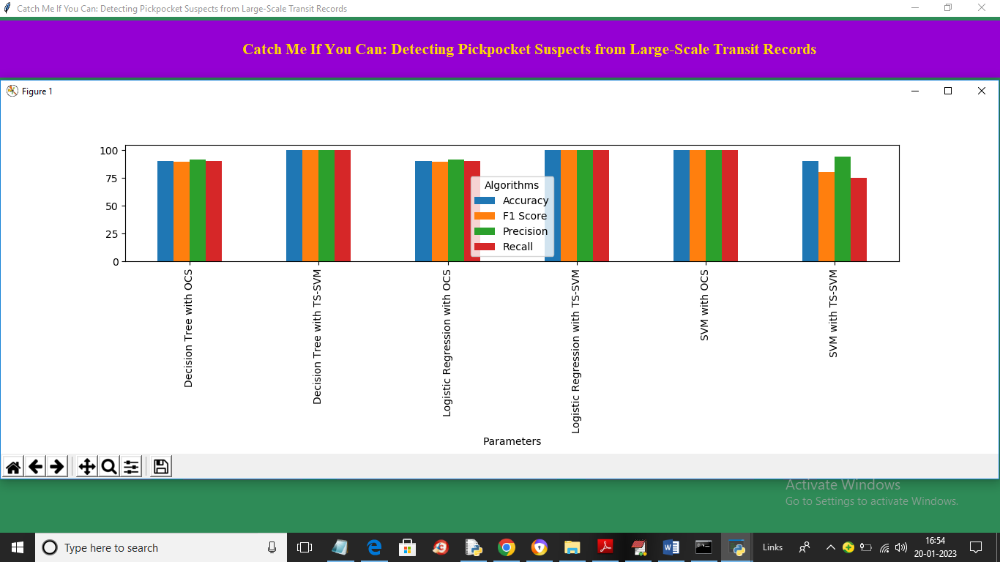 Catch Me If You Can: Detecting Pickpocket Suspects from Large-Scale Transit Records
Catch Me If You Can: Detecting Pickpocket Suspects from Large-Scale Transit Records
Figure 1
100
75
50
25
0
Algorithms
Accuracy
F1 Score
Precision
Recall
Decision Tree with OCS
Decision Tree with TS-SVM
Logistic Regression with OCS
Logistic Regression with TS-SVM
SVM with OCS
SVM with TS-SVM
Parameters
Activate Windows
Go to Settings to activate Windows.
Type here to search
Links
16:54
20-01-2023